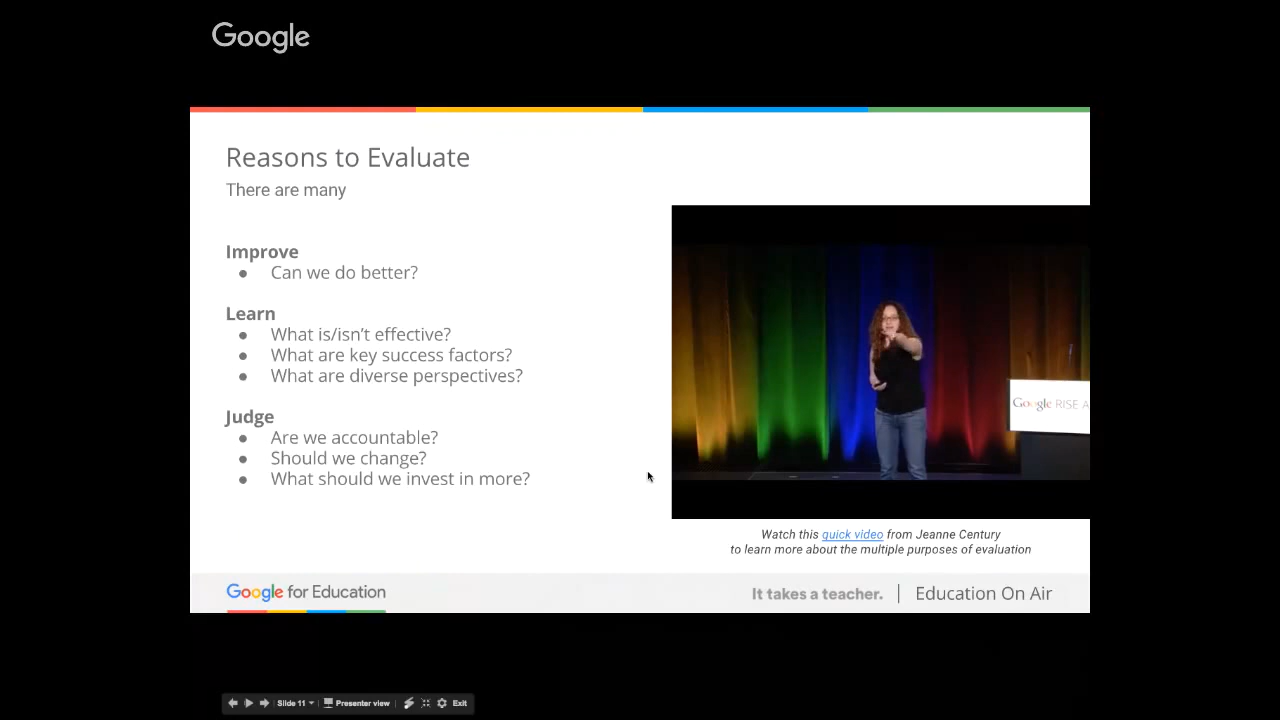 Google
Reasons to Evaluate
There are many
Improve
● Can we do better?
Learn
● What is/isn't effective?
● What are key success factors?
● What are diverse perspectives?
Judge
● Are we accountable?
● Should we change?
● What should we invest in more?
Google RISE A
Watch this quick video from Jeanne Century
to learn more about the multiple purposes of evaluation
Google for Education
It takes a teacher. | Education On Air
Slide 11 Presenter view Exit